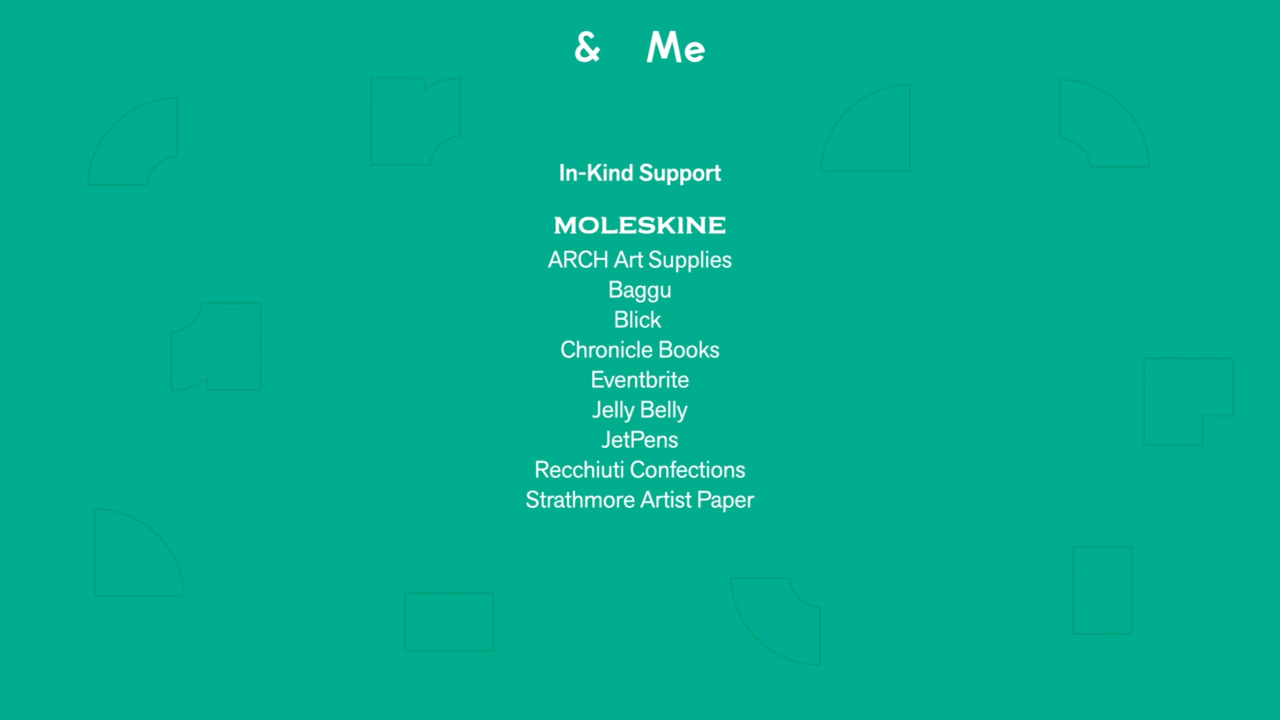 & Me
In-Kind Support
MOLESKINE
ARCH Art Supplies
Baggu
Blick
Chronicle Books
Eventbrite
Jelly Belly
JetPens
Recchiuti Confections
Strathmore Artist Paper